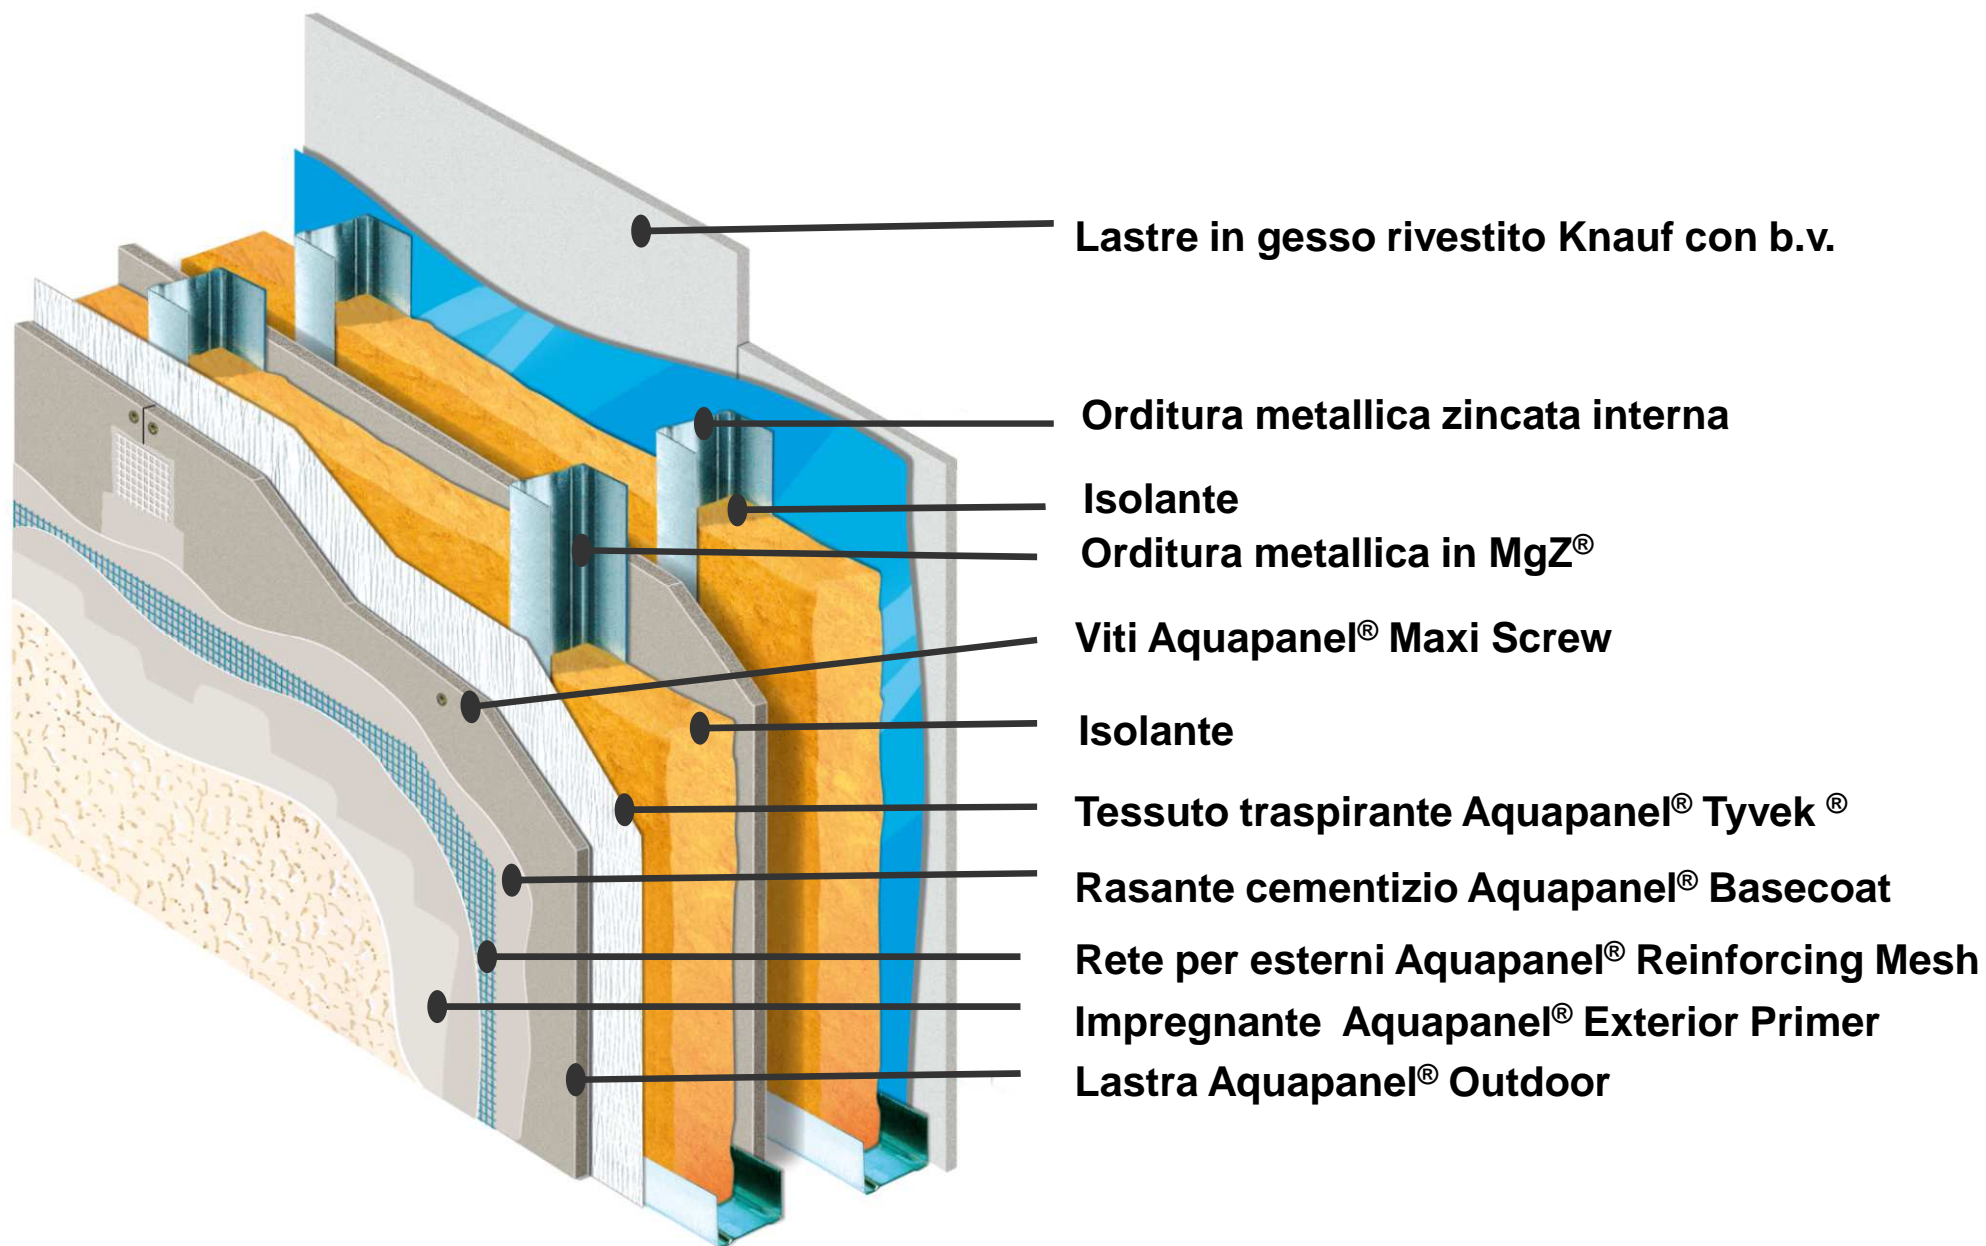 Lastre in gesso rivestito Knauf con b.v.
Orditura metallica zincata interna
Isolante
Orditura metallica in MgZ®
Viti Aquapanel® Maxi Screw
Isolante
Tessuto traspirante Aquapanel® Tyvek ®
Rasante cementizio Aquapanel® Basecoat
Rete per esterni Aquapanel® Reinforcing Mesh
Impregnante  Aquapanel® Exterior Primer
Lastra Aquapanel® Outdoor